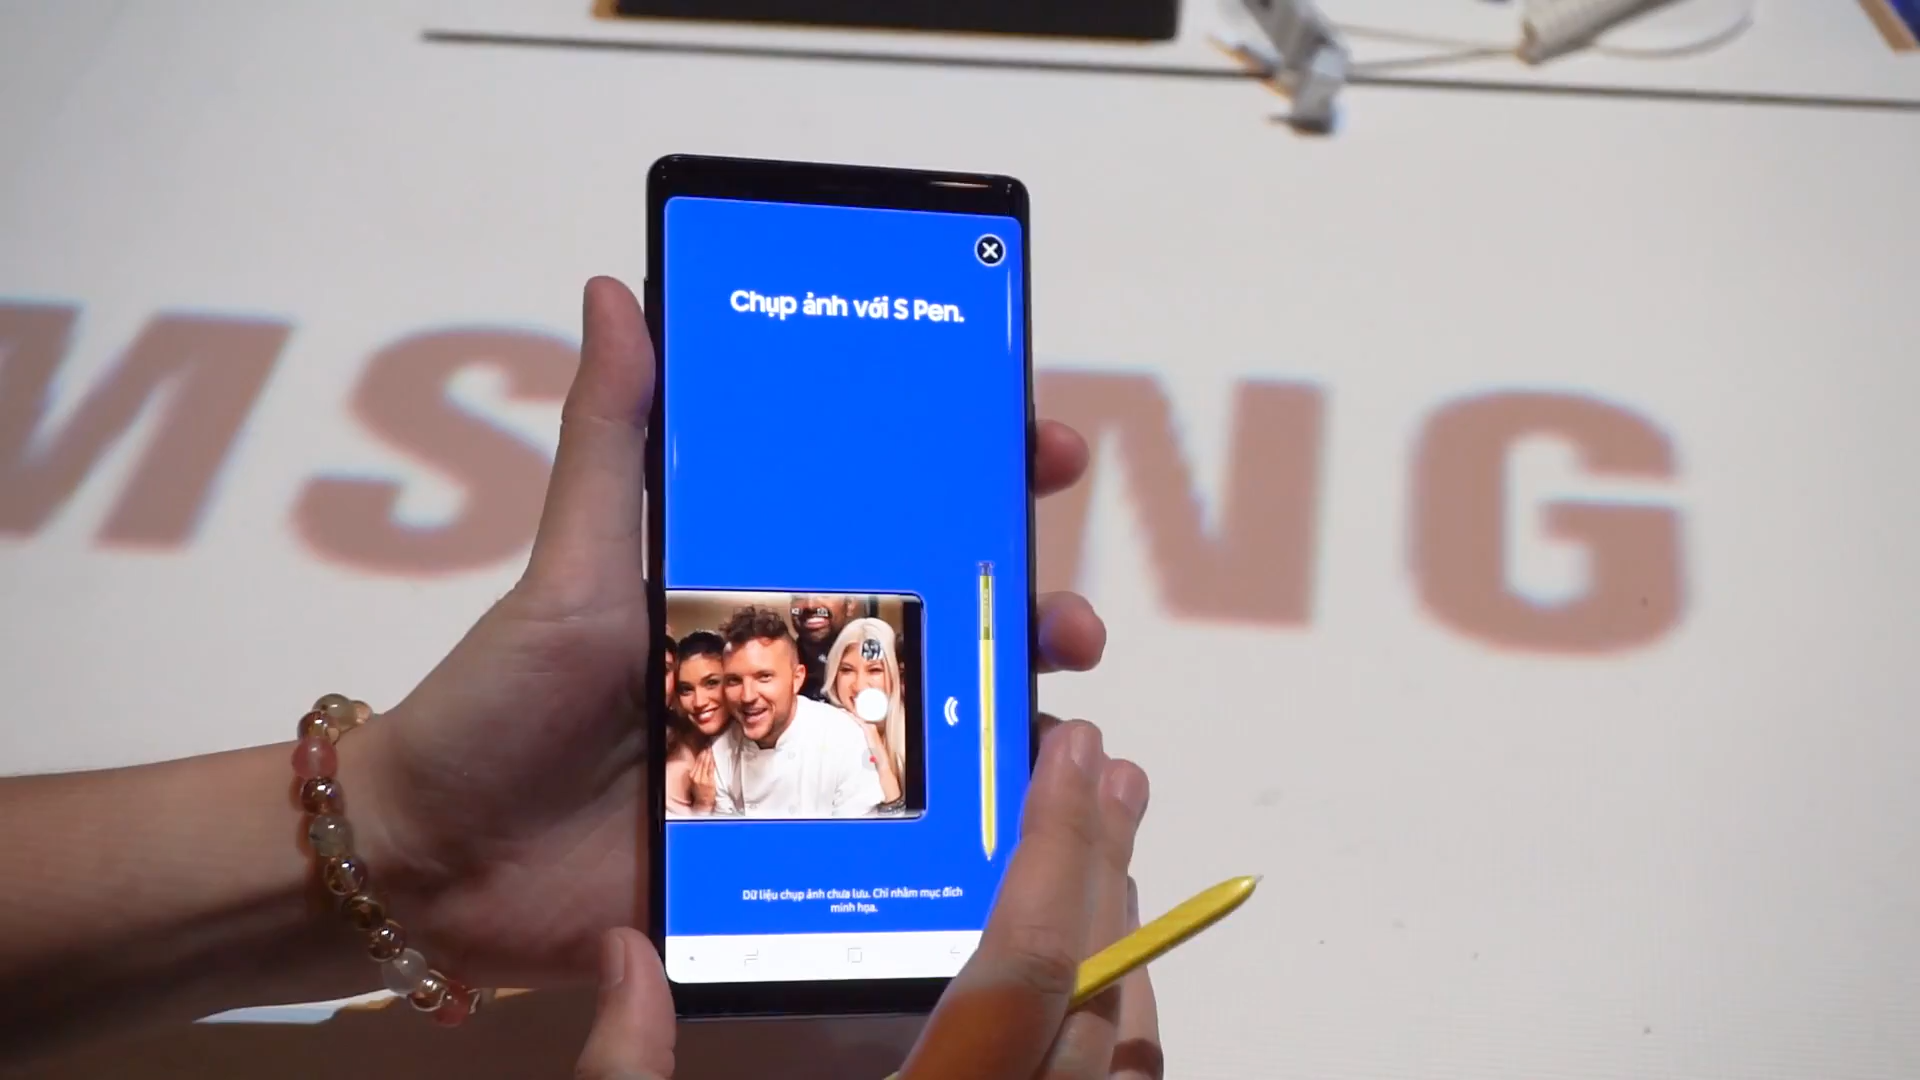 Chụp ảnh với S Pen.
MS NG
Dữ liệu chụp ảnh chưa lưu. Chỉ nhằm mục đích
minh họa.